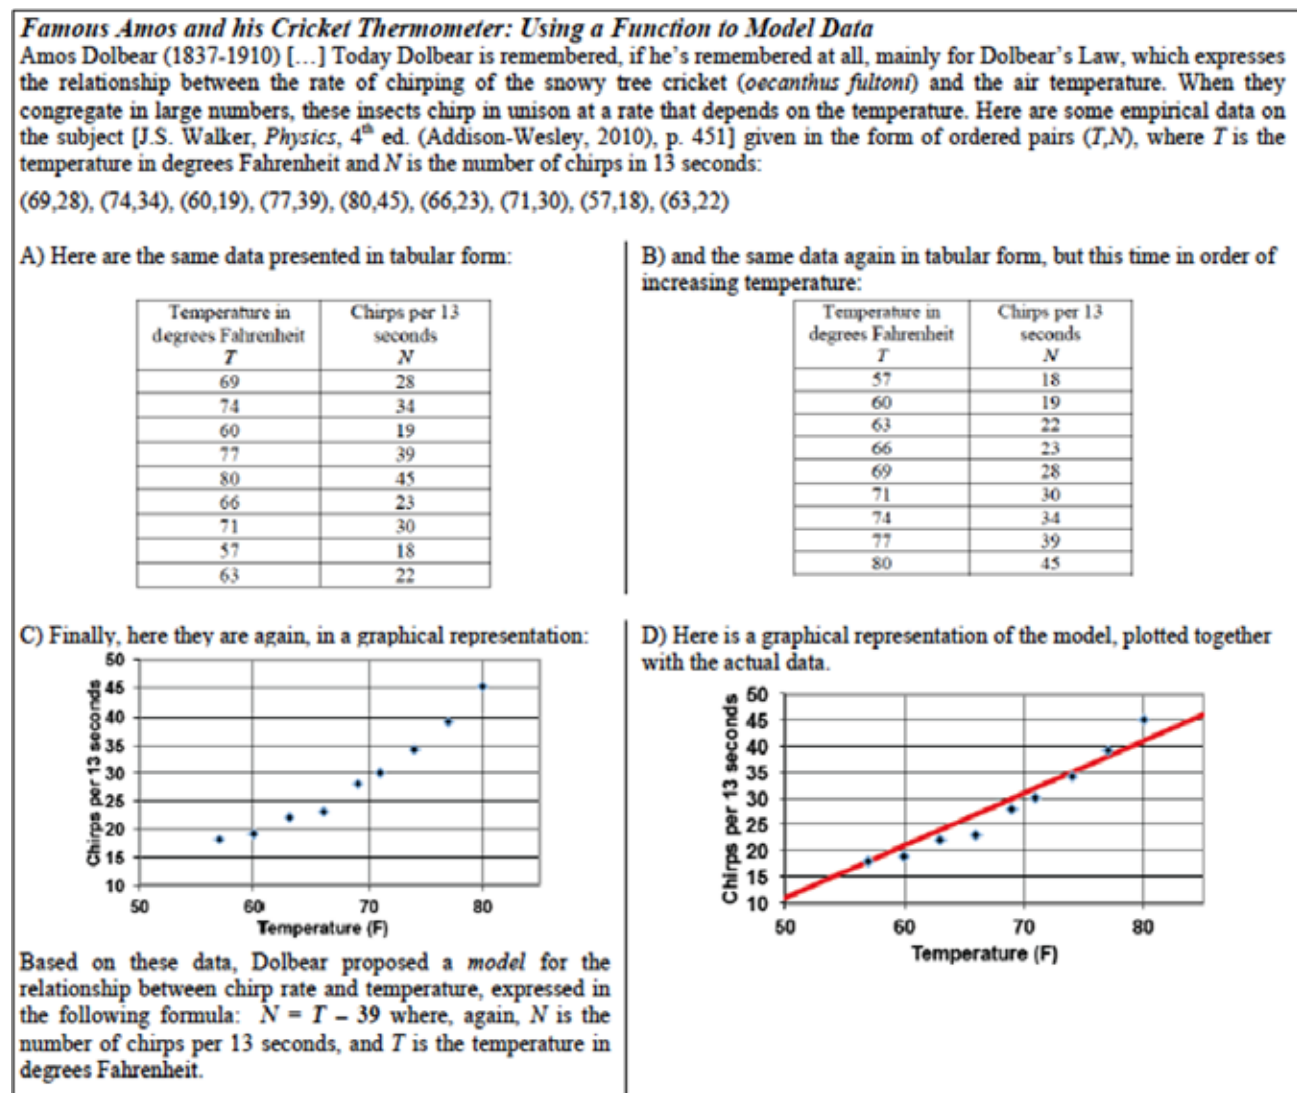 Famous Amos and his Cricket Thermometer: Using a Function to Model Data
Amos Dolbear (1837-1910) […] Today Dolbear is remembered, if he's remembered at all, mainly for Dolbear's Law, which expresses
the relationship between the rate of chirping of the snowy tree cricket (oecanthus fultoni) and the air temperature. When they
congregate in large numbers, these insects chirp in unison at a rate that depends on the temperature. Here are some empirical data on
the subject [J.S. Walker, Physics, 4th ed. (Addison-Wesley, 2010), p. 451] given in the form of ordered pairs (T,N), where T is the
temperature in degrees Fahrenheit and N is the number of chirps in 13 seconds:
(69,28), (74,34), (60,19), (77,39), (80,45), (66,23), (71,30), (57,18), (63,22)
A) Here are the same data presented in tabular form:
Temperature in Chirps per 13
degrees Fahrenheit seconds
T N
69 28
74 34
60 19
77 39
80 45
66 23
71 30
57 18
63 22
B) and the same data again in tabular form, but this time in order of
increasing temperature:
Temperature in Chirps per 13
degrees Fahrenheit seconds
T N
57 18
60 19
63 22
66 23
69 28
71 30
74 34
77 39
80 45
C) Finally, here they are again, in a graphical representation:
Chirps per 13 seconds
50
45
40
35
30
25
20
15
10
50 60 70 80
Temperature (F)
Based on these data, Dolbear proposed a model for the
relationship between chirp rate and temperature, expressed in
the following formula: N = T – 39 where, again, N is the
number of chirps per 13 seconds, and T is the temperature in
degrees Fahrenheit.
D) Here is a graphical representation of the model, plotted together
with the actual data.
Chirps per 13 seconds
50
45
40
35
30
25
20
15
10
50 60 70 80
Temperature (F)